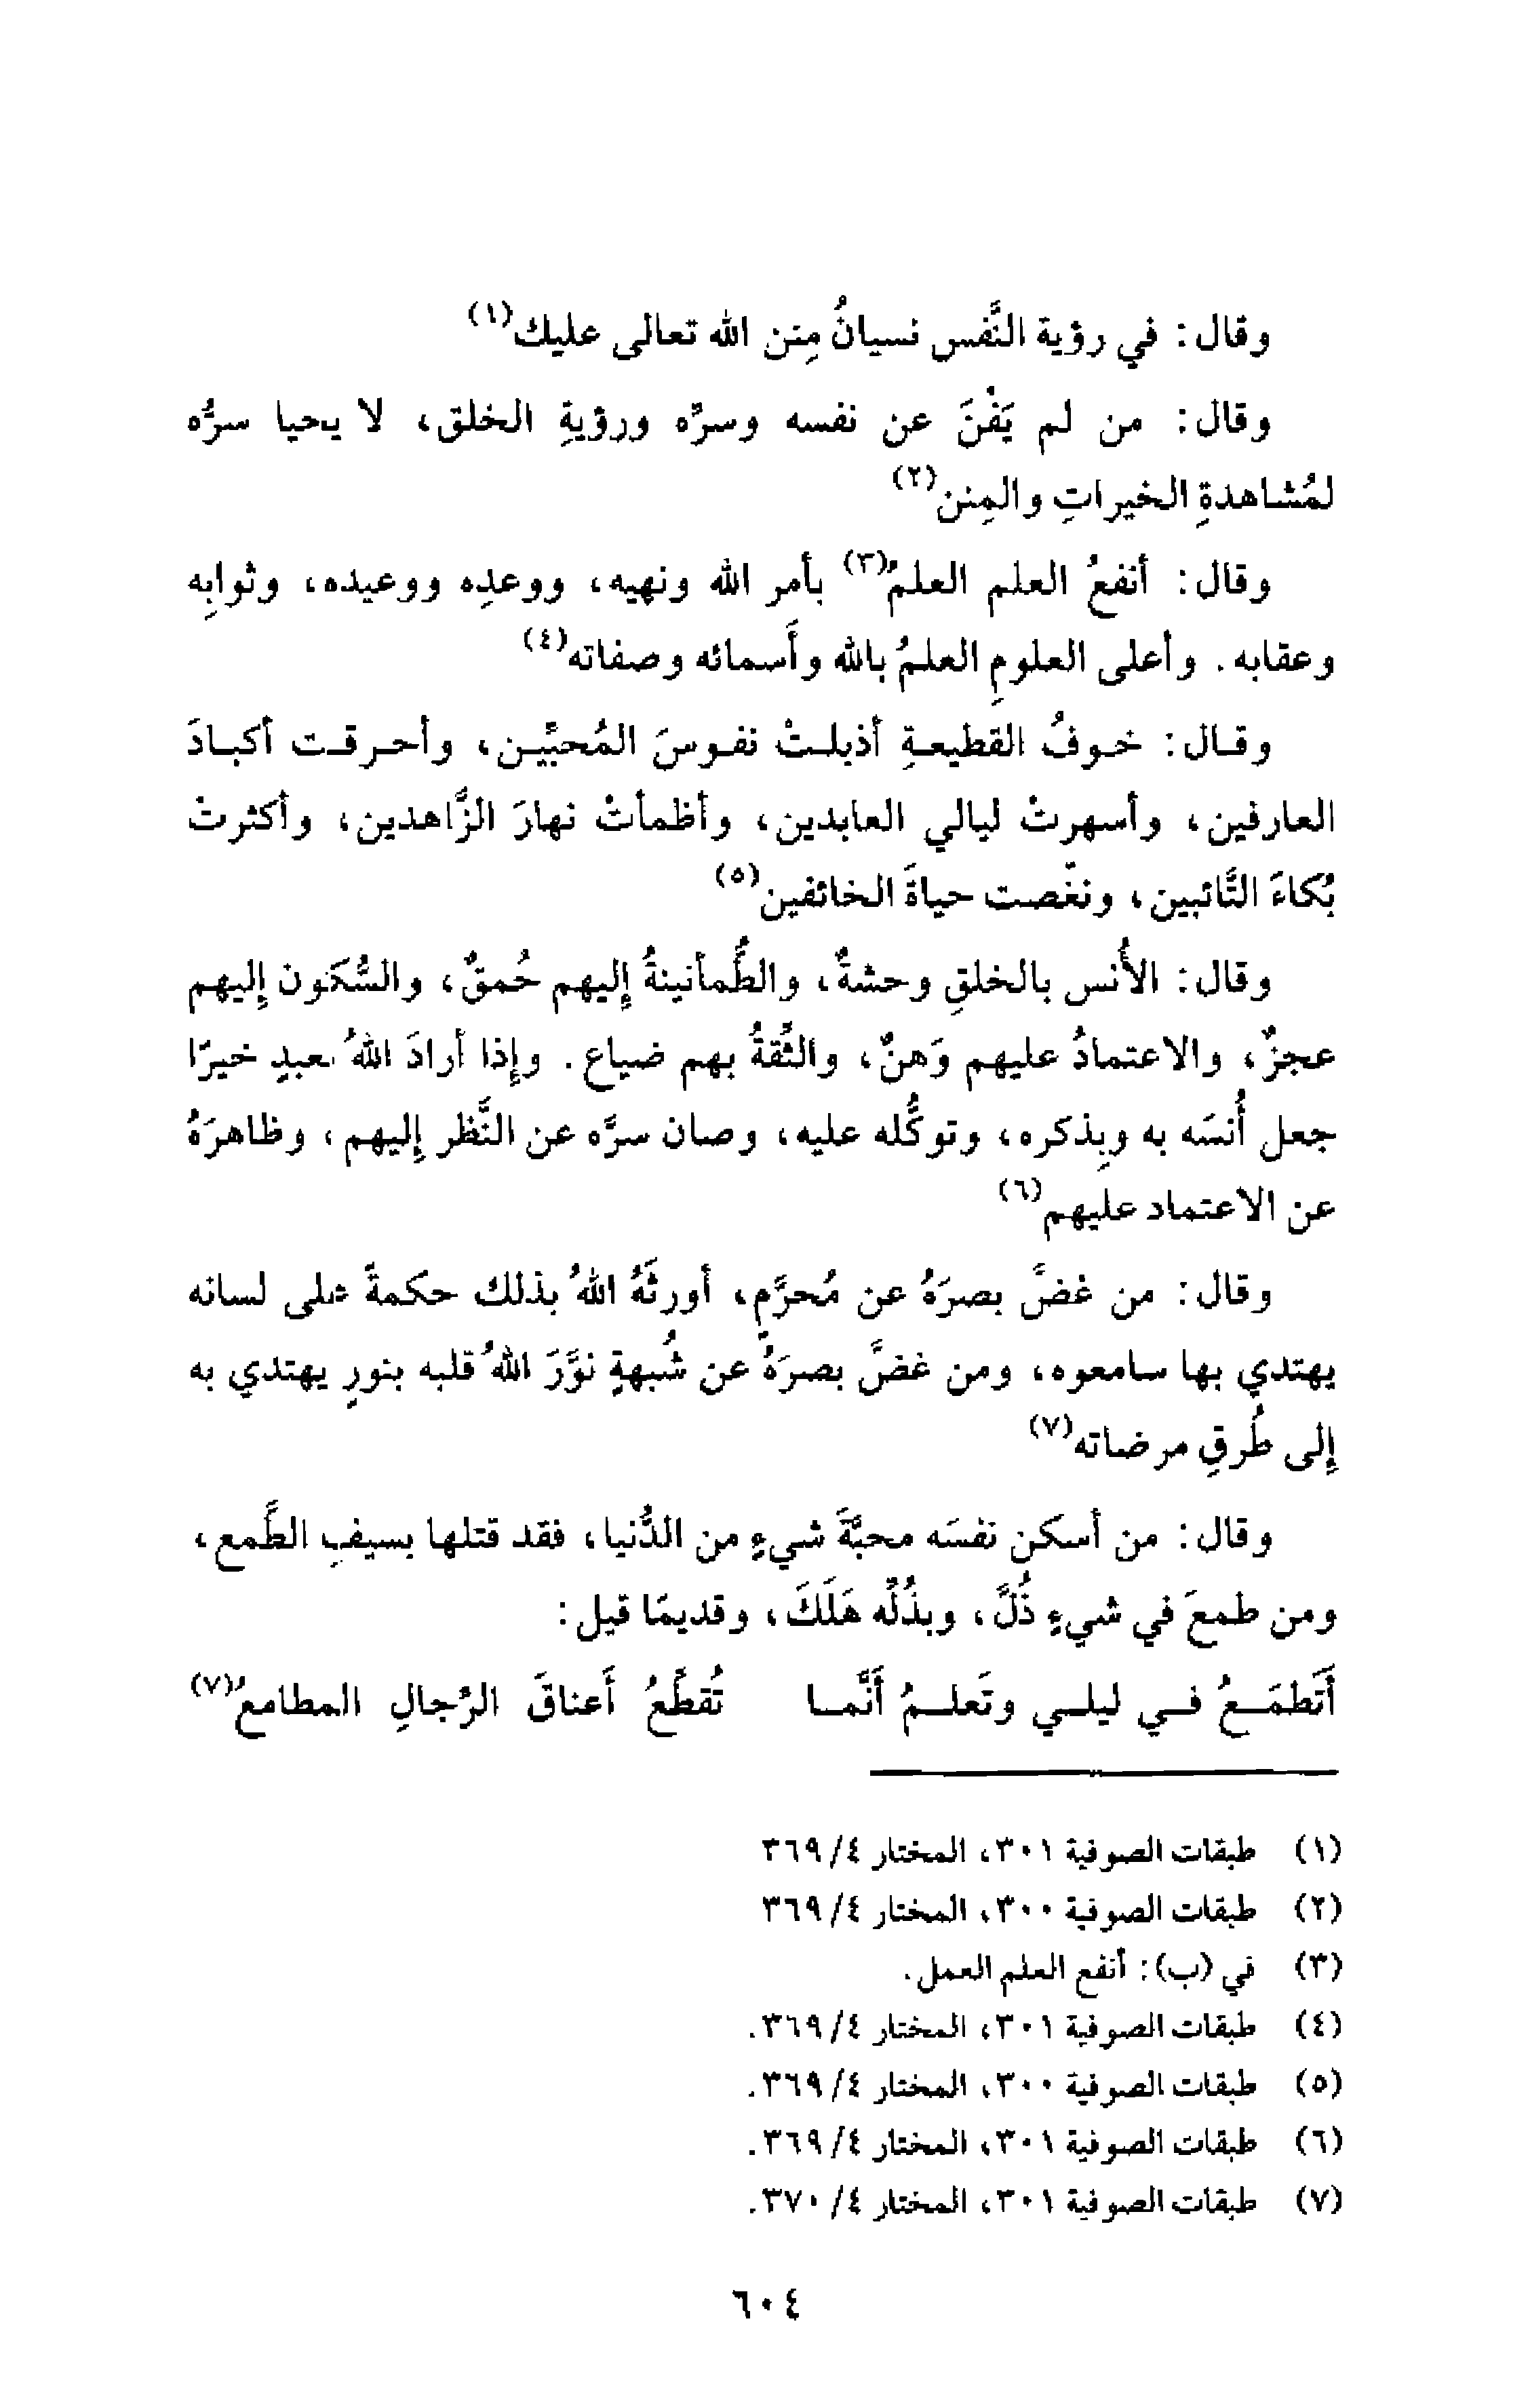 وقال: في رؤية النَّفس نسيانُ مِنن الله تعالى عليك(١)
وقال: من لم يَفْنَ عن نفسه وسرِّه ورؤيةِ الخلق، لا يحيا سرُّه
لمُشاهدةِ الخيراتِ والمِنن(٢)
وقال: أنفعُ العلم العلمُ(٣) بأمر الله ونهيه، ووعدِه ووعيده، وثوابِه
وعقابه. وأعلى العلومِ العلمُ بالله وأَسمائه وصفاته(٤)
وقال: خوفُ القطيعةِ أذبلتْ نفوسَ المُحبِّين، وأحرقت أكبادَ
العارفين، وأسهرتْ ليالي العابدين، وأظمأتْ نهارَ الزَّاهدين، وأكثرتْ
بُكاءَ التَّائبين، ونغّصت حياةَ الخائفين(٥)
وقال: الأُنس بالخلقِ وحشةٌ، والطُّمأنينةُ إليهم حُمقٌ، والسُّكون إليهم
عجزٌ، والاعتمادُ عليهم وَهنٌ، والثِّقةُ بهم ضياع. وإذا أرادَ اللهُ بعبدٍ خيرًا
جعل أُنسَه به وبِذكره، وتوكُّله عليه، وصان سرَّه عن النَّظر إليهم، وظاهرَهُ
عن الاعتماد عليهم(٦)
وقال: من غضَّ بصرَهُ عن مُحرَّمٍ، أورثَهُ اللهُ بذلك حكمةً على لسانه
يهتدي بها سامعوه، ومن غضَّ بصرَهُ عن شُبهةٍ نوَّرَ اللهُ قلبه بنورٍ يهتدي به
إلى طُرقِ مرضاته(٧)
وقال: من أسكن نفسَه محبَّةَ شيءٍ من الدُّنيا، فقد قتلها بسيفِ الطَّمع،
ومن طمعَ في شيءٍ ذُلَّ، وبذُلِّه هَلَكَ، وقديمًا قيل:
أَتَطمَعُ في ليلي وتَعلمُ أَنَّما تُقطِّعُ أَعناقَ الرِّجالِ المطامعُ(٧)
(١) طبقات الصوفية ٣٠١، المختار ٤/ ٣٦٩
(٢) طبقات الصوفية ٣٠٠، المختار ٤/ ٣٦٩
(٣) في (ب): أنفع العلم العمل.
(٤) طبقات الصوفية ٣٠١، المختار ٤/ ٣٦٩.
(٥) طبقات الصوفية ٣٠٠، المختار ٤/ ٣٦٩.
(٦) طبقات الصوفية ٣٠١، المختار ٤/ ٣٦٩.
(٧) طبقات الصوفية ٣٠١، المختار ٤/ ٣٧٠.
٦٠٤